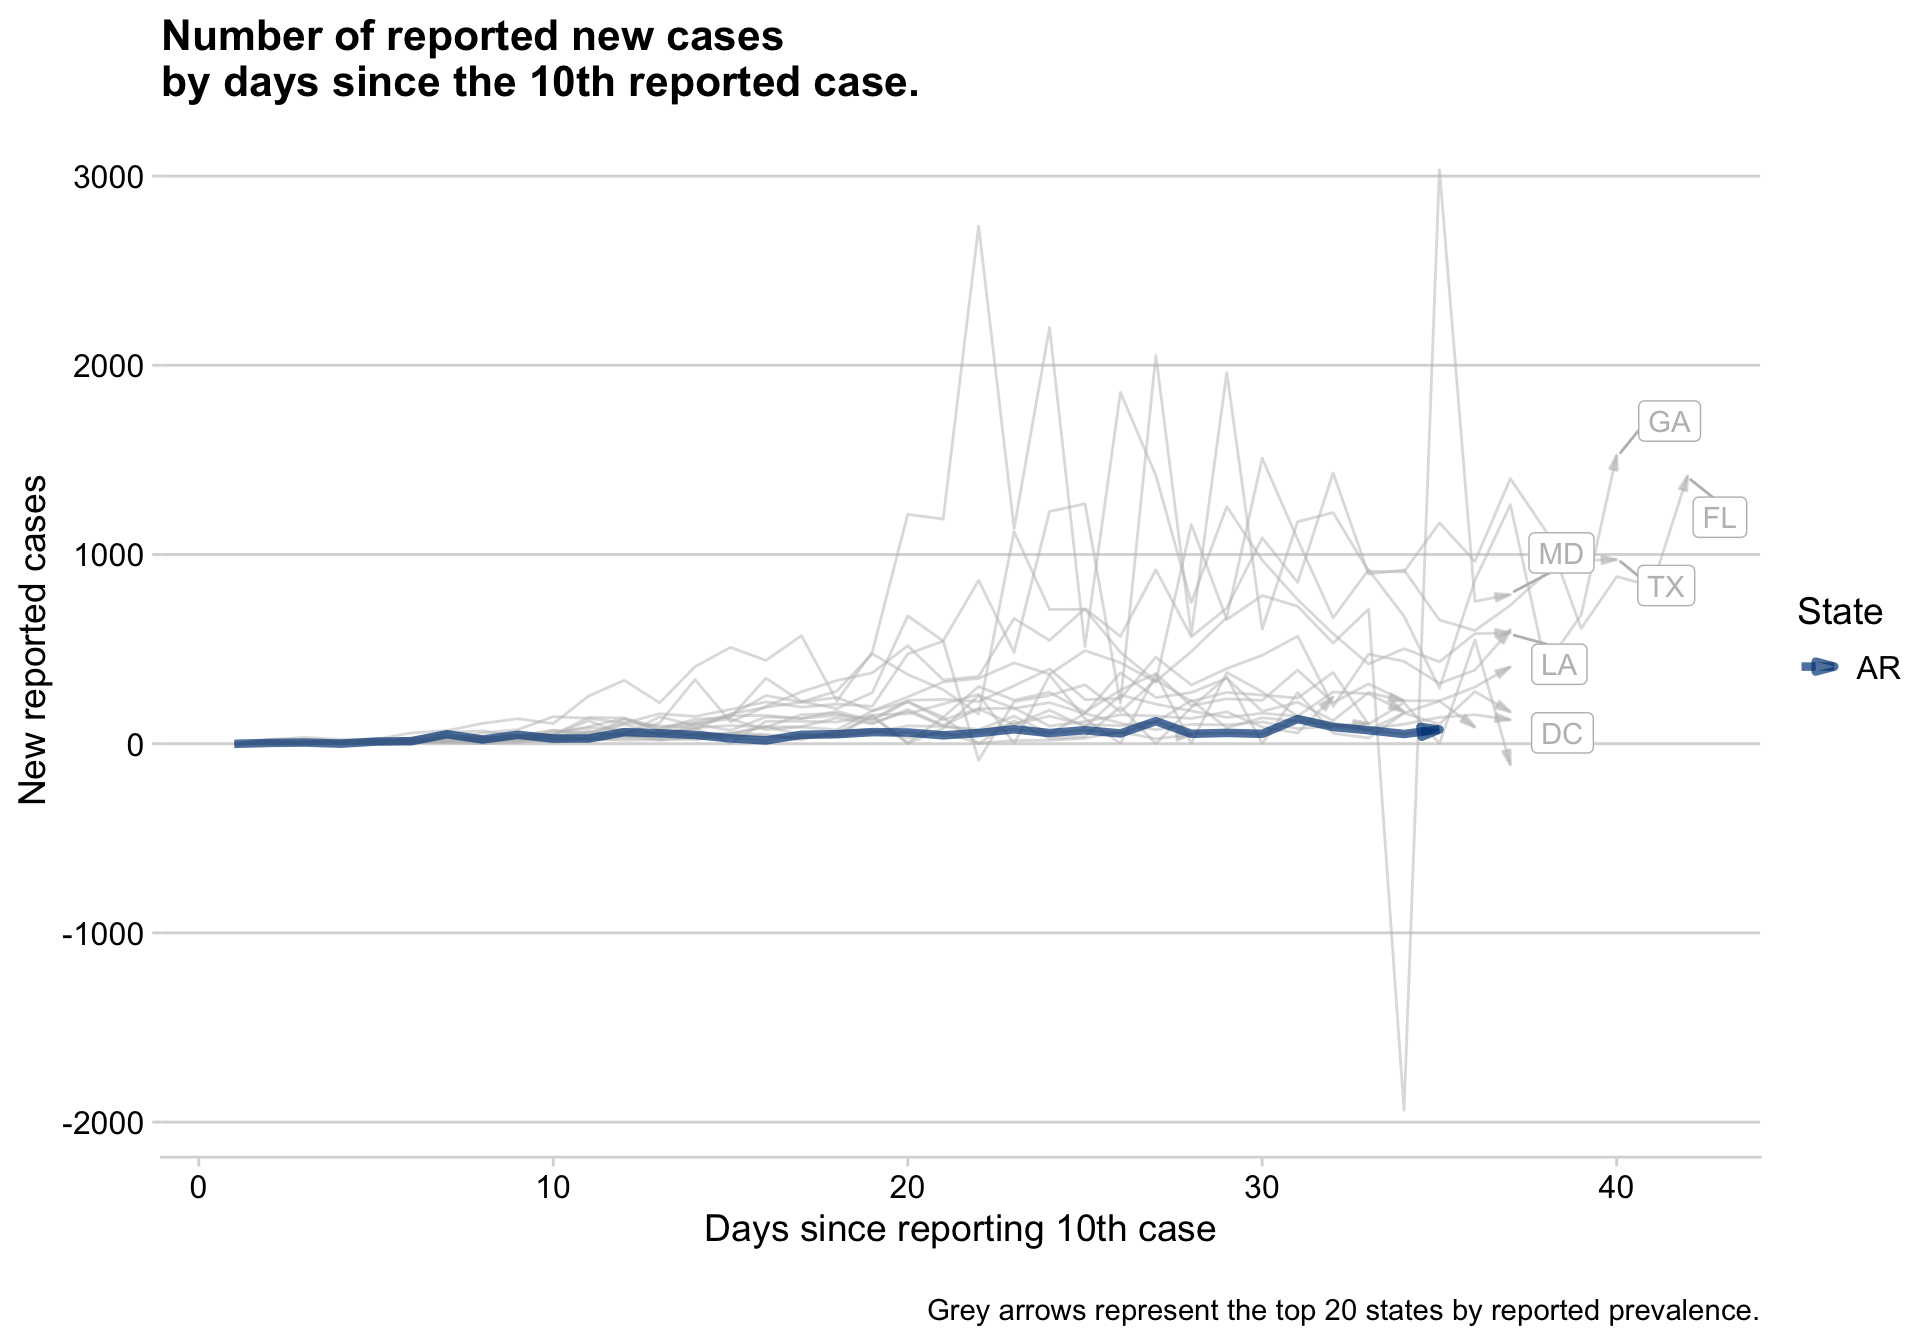 Number of reported new cases
by days since the 10th reported case.
3000
2000
1000
0
-1000
-2000
New reported cases
GA
FL
MD
TX
LA
DC
State
AR
0 10 20 30 40
Days since reporting 10th case
Grey arrows represent the top 20 states by reported prevalence.